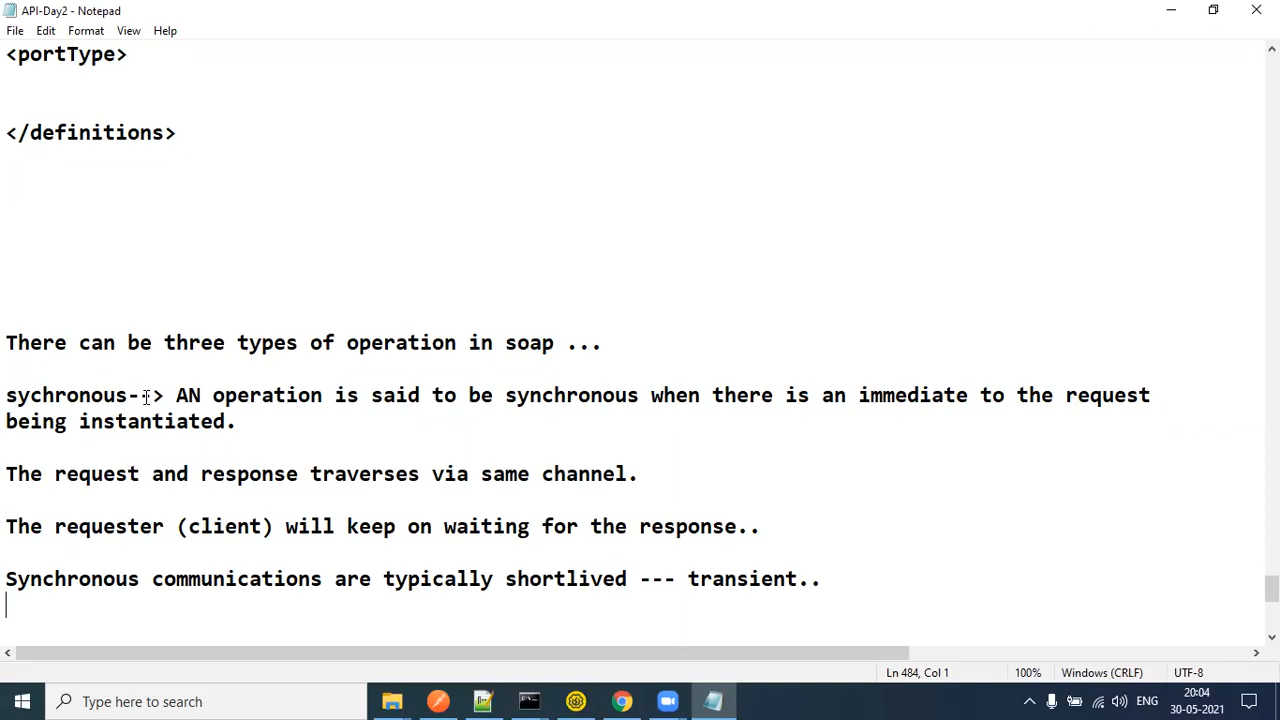 API-Day2 - Notepad
File Edit Format View Help
<portType>
</definitions>
There can be three types of operation in soap ...
sychronous--> AN operation is said to be synchronous when there is an immediate to the request
being instantiated.
The request and response traverses via same channel.
The requester (client) will keep on waiting for the response..
Synchronous communications are typically shortlived --- transient..
Ln 484, Col 1 100% Windows (CRLF) UTF-8
Type here to search ENG 20:04
30-05-2021